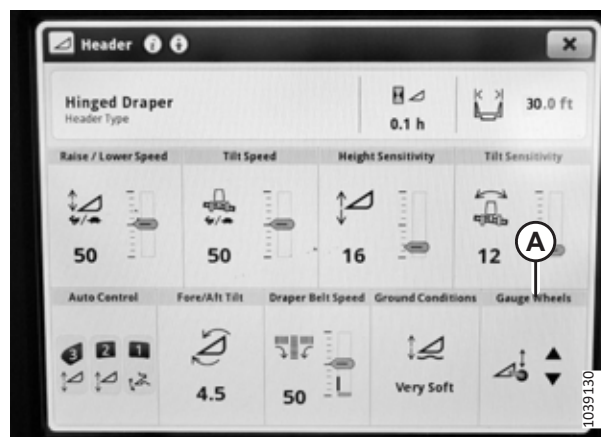 Header
Hinged Draper
Header Type
0.1 h
30.0 ft
Raise / Lower Speed Tilt Speed Height Sensitivity Tilt Sensitivity
50 50 16 12
A
Auto Control Fore/Aft Tilt Draper Belt Speed Ground Conditions Gauge Wheels
3 2 1
4.5 50 Very Soft
1039130